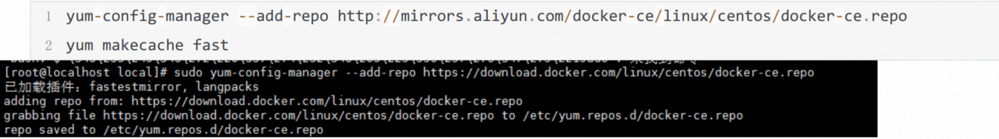 1 yum-config-manager --add-repo http://mirrors.aliyun.com/docker-ce/linux/centos/docker-ce.repo
2 yum makecache fast
[root@localhost local]# sudo yum-config-manager --add-repo https://download.docker.com/linux/centos/docker-ce.repo
已加载插件：fastestmirror, langpacks
adding repo from: https://download.docker.com/linux/centos/docker-ce.repo
grabbing file https://download.docker.com/linux/centos/docker-ce.repo to /etc/yum.repos.d/docker-ce.repo
repo saved to /etc/yum.repos.d/docker-ce.repo